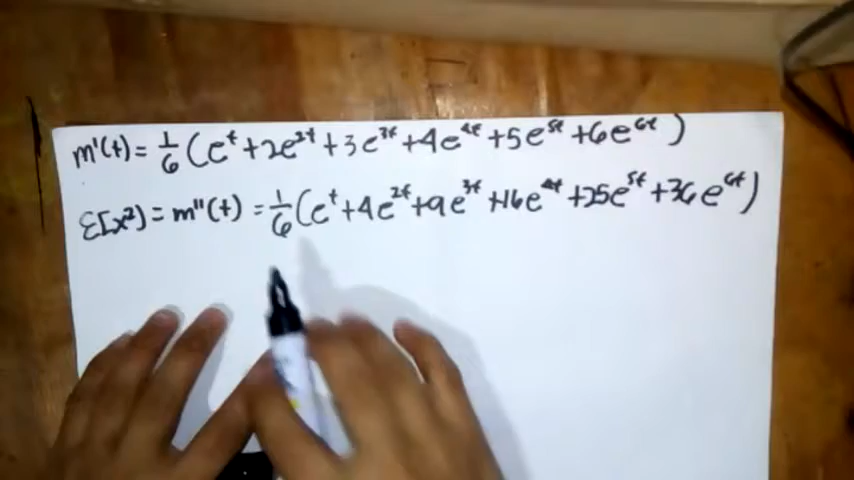 m'(t) = 1/6 (e^t + 2e^2t + 3e^3t + 4e^4t + 5e^5t + 6e^6t )
E[x²) = m''(t) = 1/6 (e^t + 4e^2t + 9e^3t + 16e^4t + 25e^5t + 36e^6t )